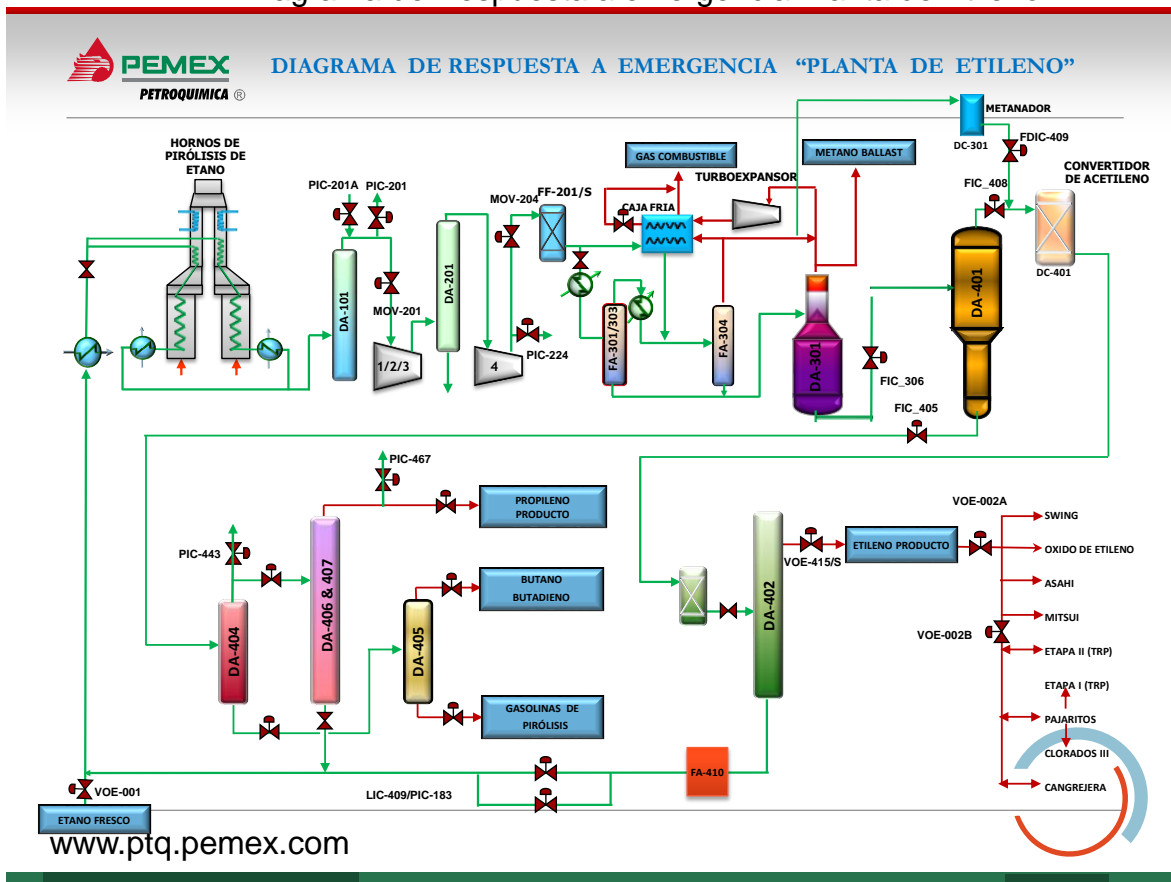 PEMEX
PETROQUIMICA ®
DIAGRAMA DE RESPUESTA A EMERGENCIA "PLANTA DE ETILENO"
METANADOR
DC-301
FDIC-409
HORNOS DE
PIRÓLISIS DE
ETANO
GAS COMBUSTIBLE
METANO BALLAST
CONVERTIDOR
DE ACETILENO
PIC-201A
PIC-201
MOV-204
FF-201/S
TURBOEXPANSOR
FIC_408
CAJA FRIA
DC-401
DA-101
DA-201
DA-401
MOV-201
1/2/3
4
PIC-224
FA-301/303
FA-304
DA-301
FIC_306
FIC_405
PIC-467
PROPILENO
PRODUCTO
PIC-443
BUTANO
BUTADIENO
DA-404
DA-406 & 407
DA-405
GASOLINAS DE
PIRÓLISIS
DA-402
VOE-415/S
ETILENO PRODUCTO
VOE-002A
SWING
OXIDO DE ETILENO
ASAHI
MITSUI
VOE-002B
ETAPA II (TRP)
ETAPA I (TRP)
PAJARITOS
CLORADOS III
CANGREJERA
FA-410
LIC-409/PIC-183
VOE-001
ETANO FRESCO
www.ptq.pemex.com